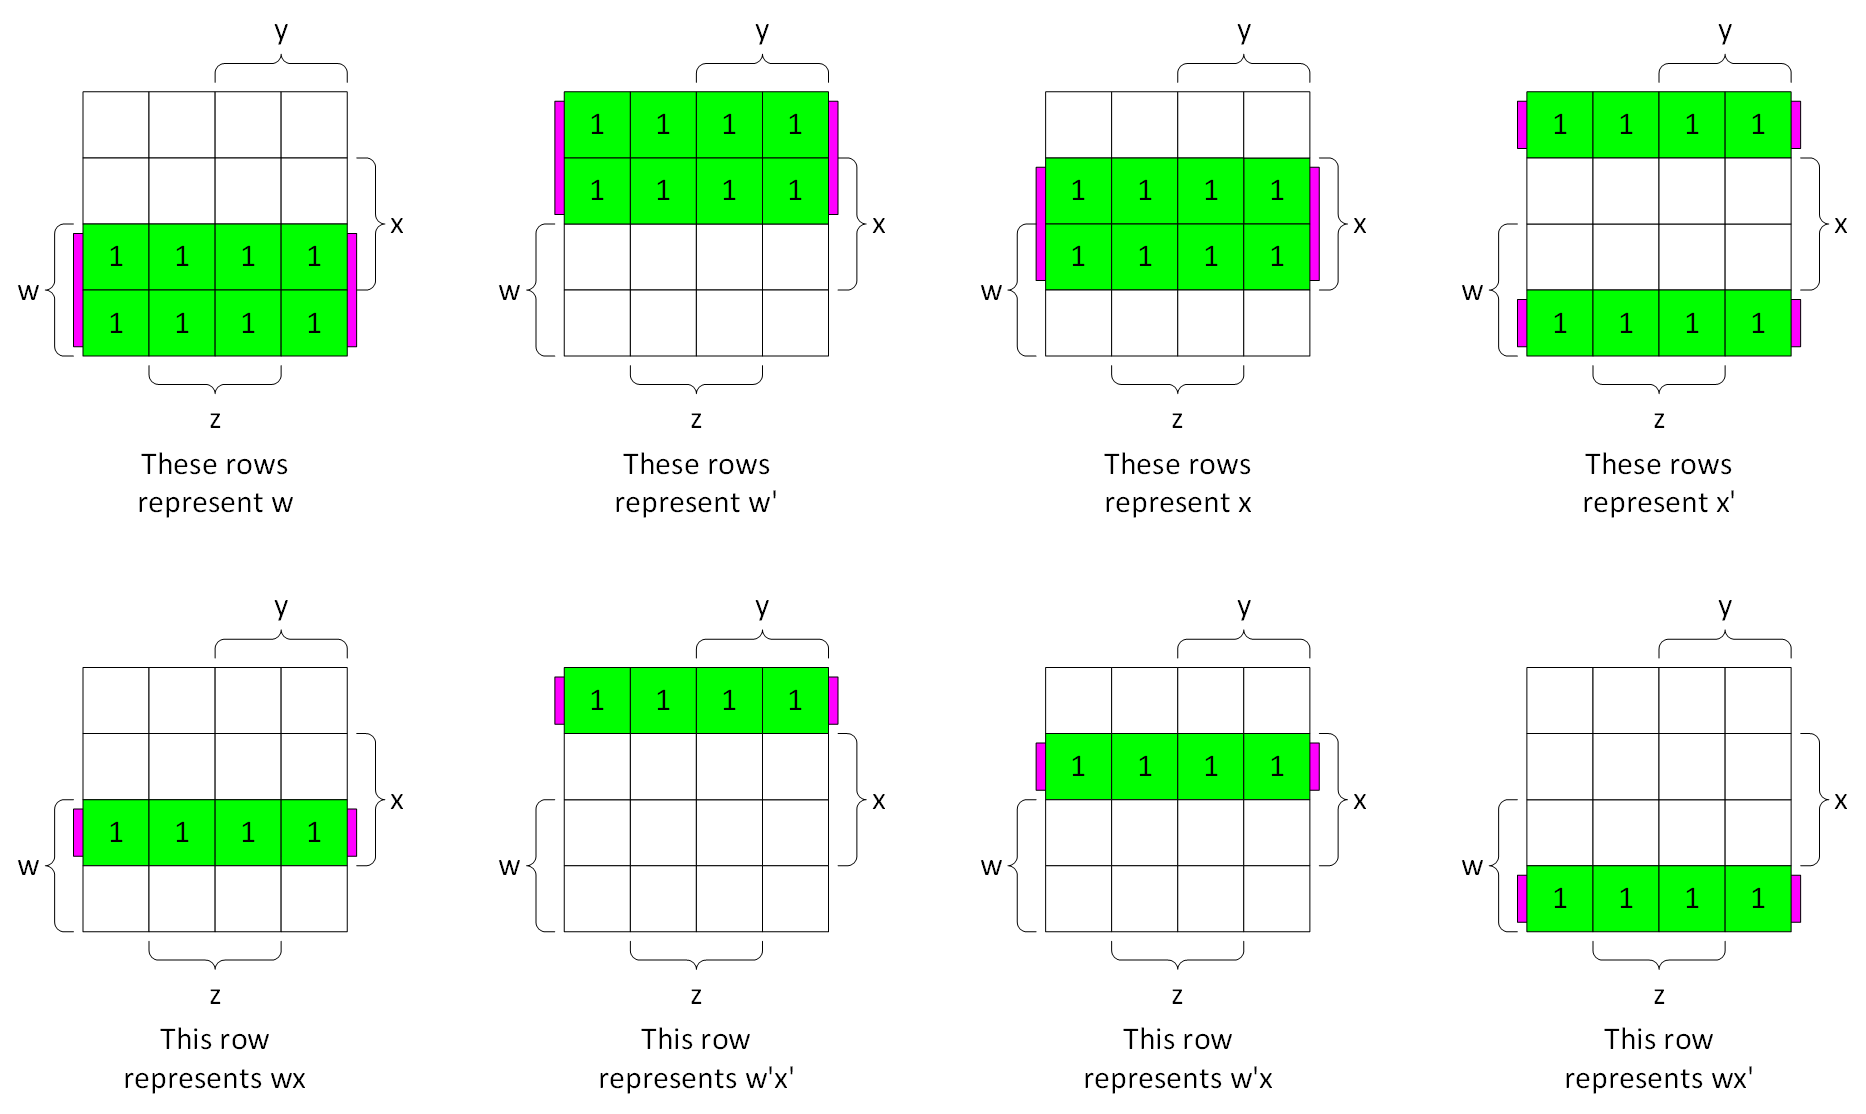 y y y y
1 1 1 1 1 1 1 1
1 1 1 1 1 1 1 1
x x x x
1 1 1 1 1 1 1 1
w w w w
1 1 1 1 1 1 1 1
z z z z
These rows
represent w
These rows
represent w'
These rows
represent x
These rows
represent x'
y y y y
1 1 1 1
1 1 1 1
x x x x
1 1 1 1
w w w w
1 1 1 1
z z z z
This row
represents wx
This row
represents w'x'
This row
represents w'x
This row
represents wx'